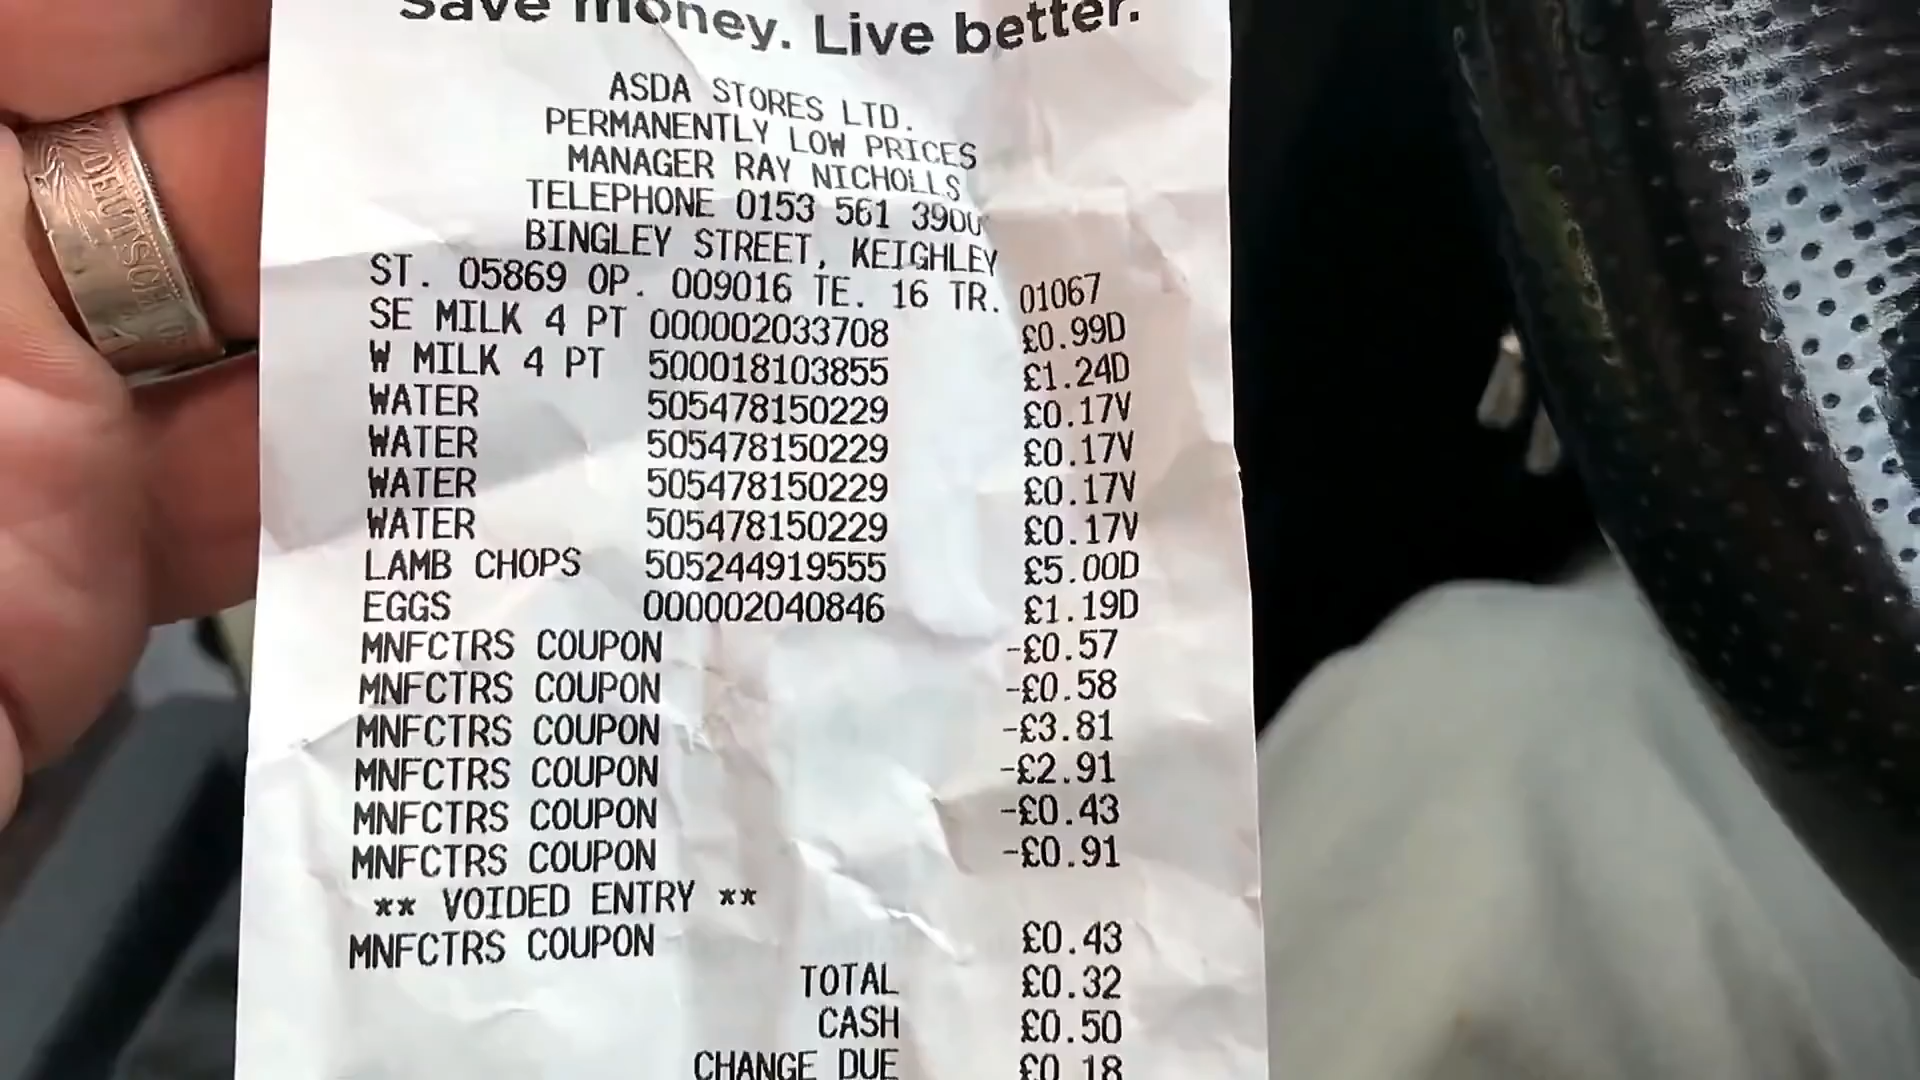 Save money. Live better.
ASDA STORES LTD.
PERMANENTLY LOW PRICES
MANAGER RAY NICHOLLS
TELEPHONE 0153 561 3900
BINGLEY STREET, KEIGHLEY
ST. 05869 OP. 009016 TE. 16 TR. 01067
SE MILK 4 PT 000002033708 £0.99D
W MILK 4 PT 500018103855 £1.24D
WATER 505478150229 £0.17V
WATER 505478150229 £0.17V
WATER 505478150229 £0.17V
WATER 505478150229 £0.17V
LAMB CHOPS 505244919555 £5.00D
EGGS 000002040846 £1.19D
MNFCTRS COUPON -£0.57
MNFCTRS COUPON -£0.58
MNFCTRS COUPON -£3.81
MNFCTRS COUPON -£2.91
MNFCTRS COUPON -£0.43
MNFCTRS COUPON -£0.91
** VOIDED ENTRY **
MNFCTRS COUPON £0.43
TOTAL £0.32
CASH £0.50
CHANGE DUE £0.18
DEUTSCH